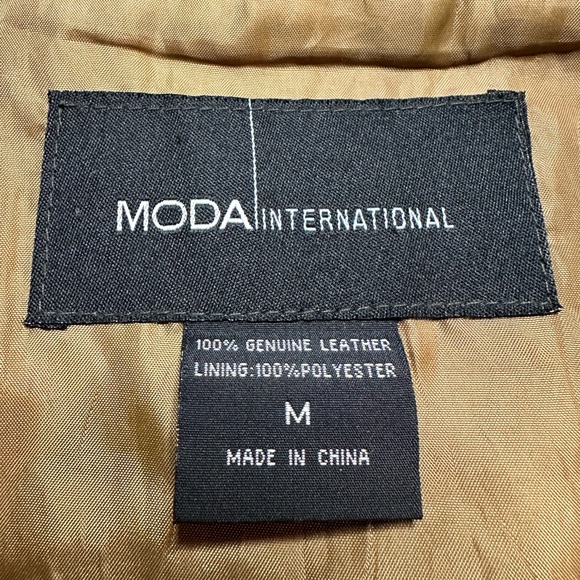 MODA INTERNATIONAL
100% GENUINE LEATHER
LINING:100%POLYESTER
M
MADE IN CHINA